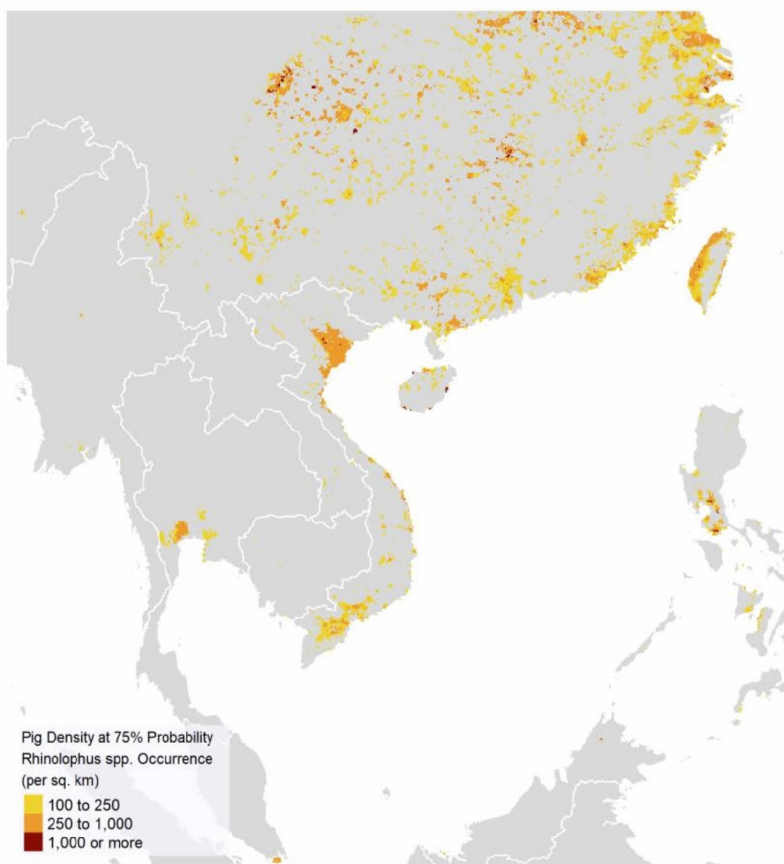 Pig Density at 75% Probability
Rhinolophus spp. Occurrence
(per sq. km)
100 to 250
250 to 1,000
1,000 or more